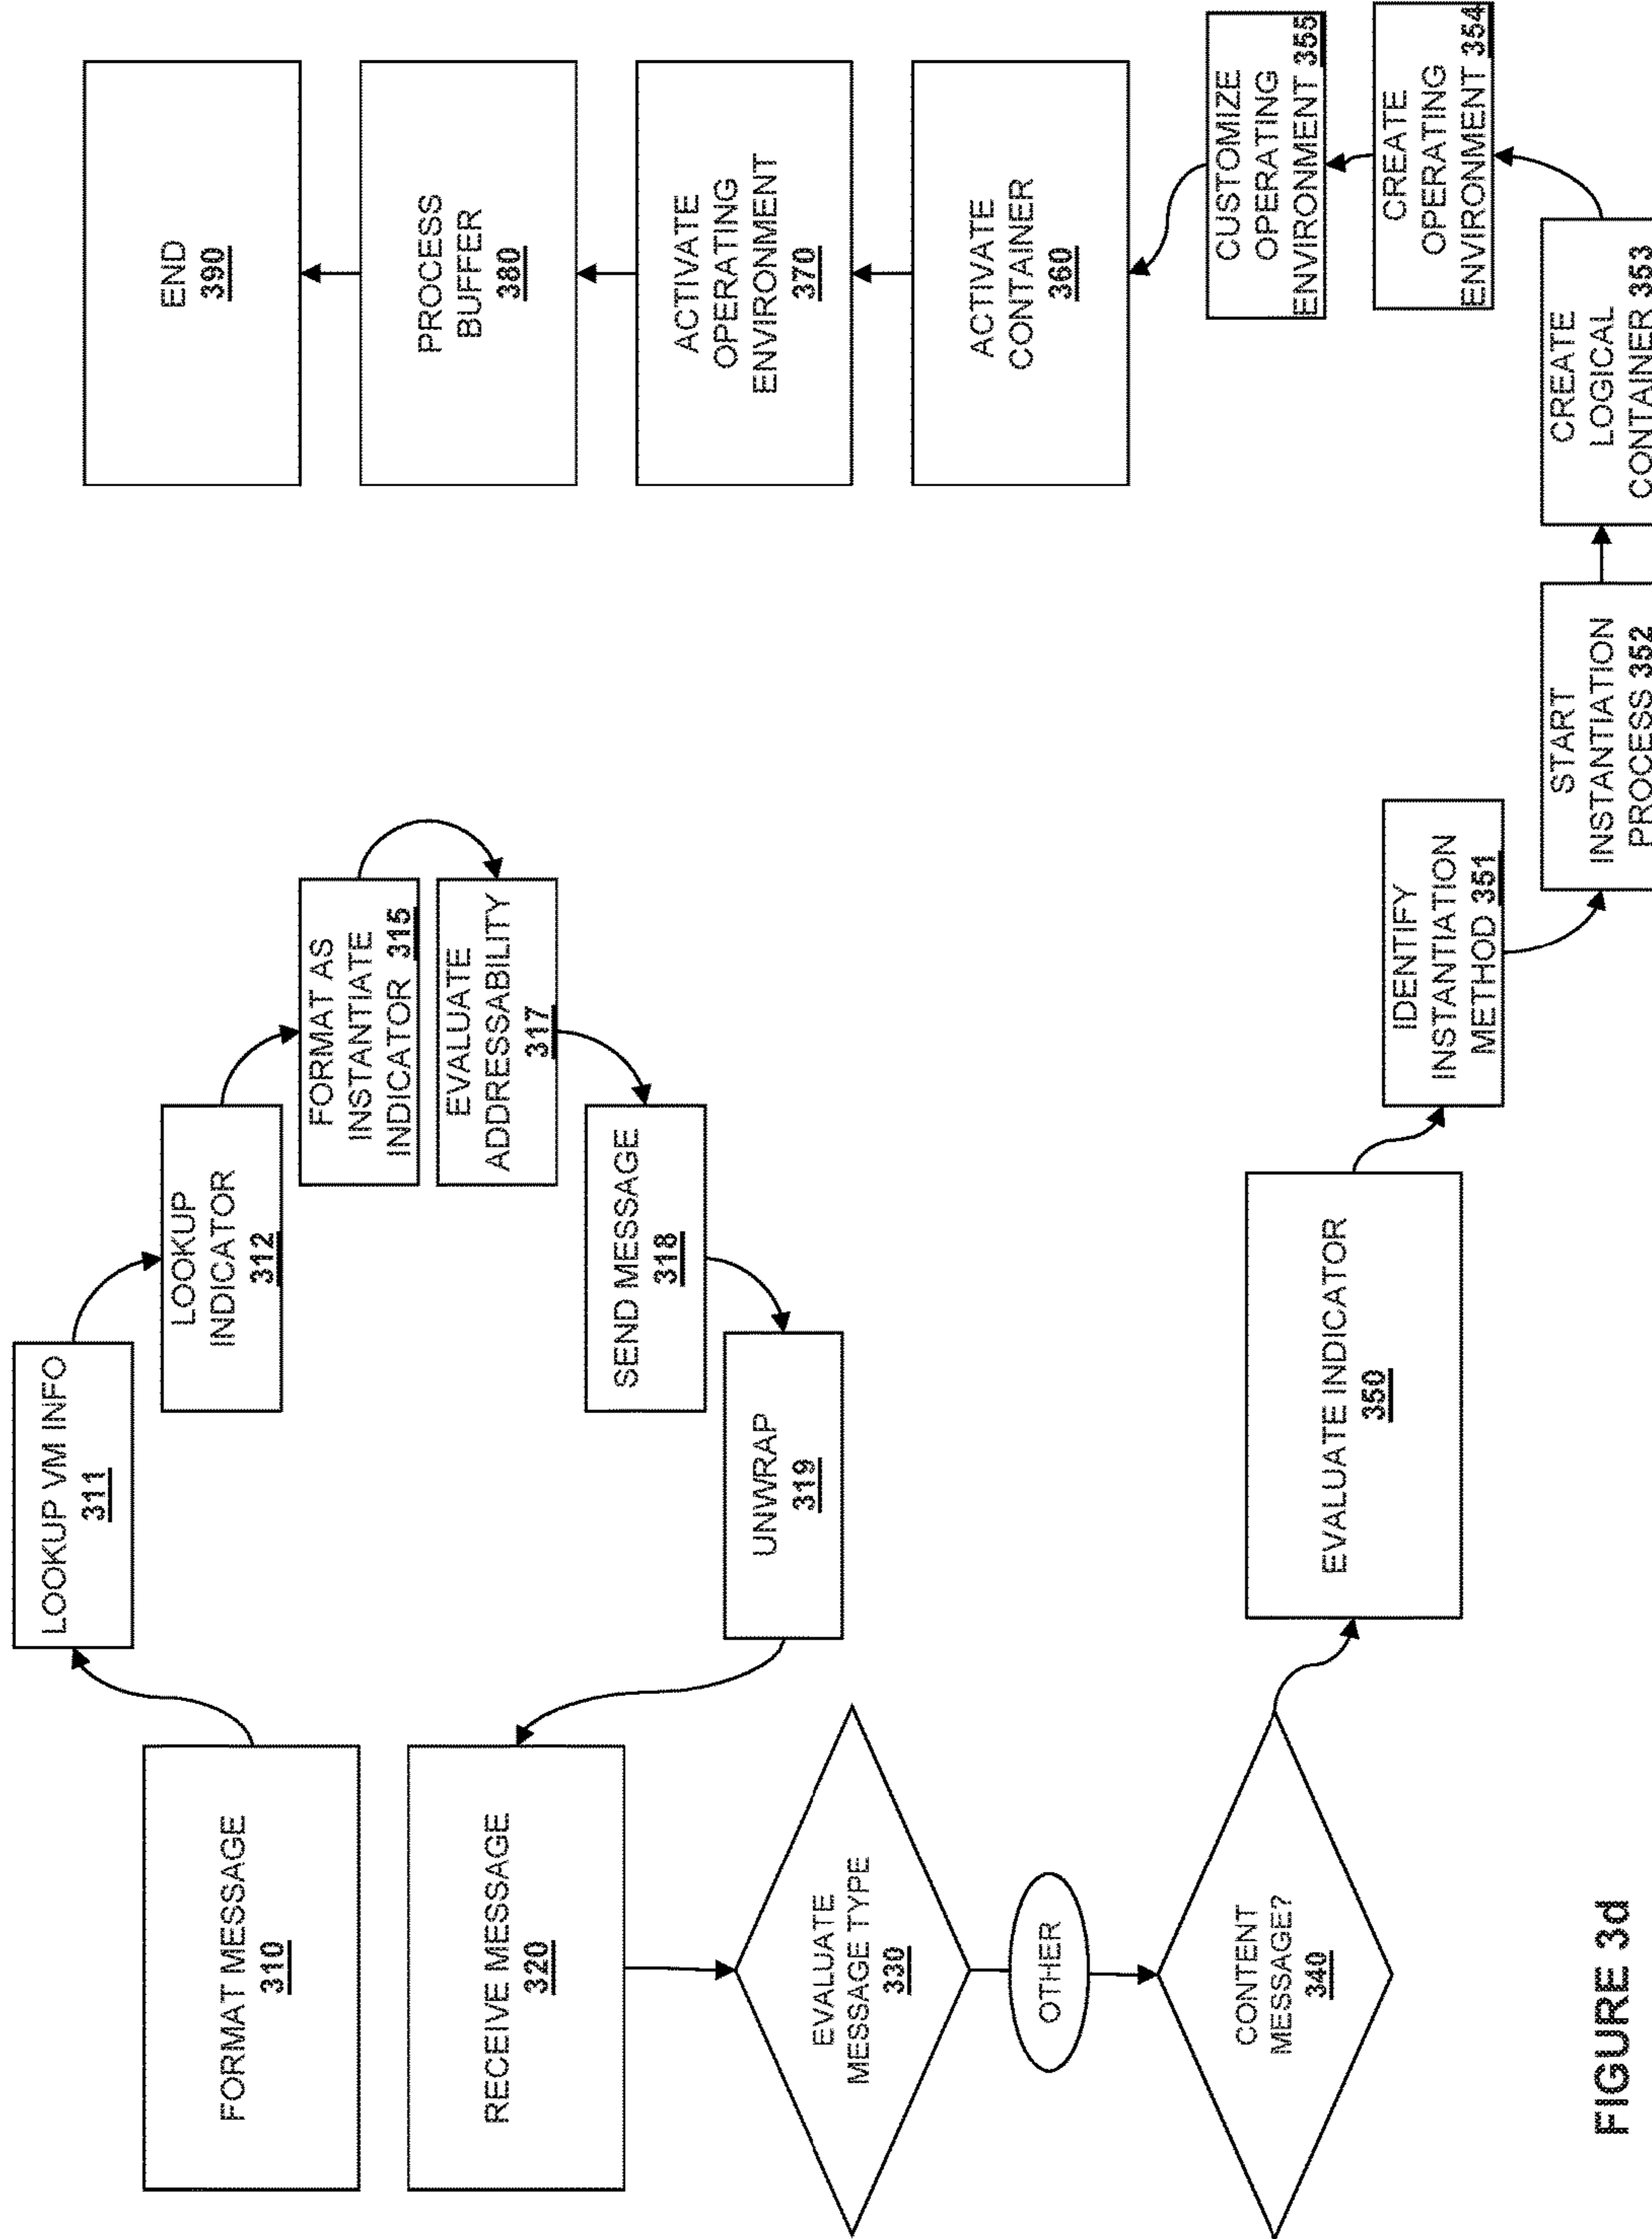 FORMAT MESSAGE
310
LOOKUP VM INFO
311
LOOKUP
INDICATOR
312
FORMAT AS
INSTANTIATE
INDICATOR 315
EVALUATE
ADDRESSABILITY
317
SEND MESSAGE
318
UNWRAP
319
RECEIVE MESSAGE
320
EVALUATE
MESSAGE TYPE
330
OTHER
CONTENT
MESSAGE?
340
EVALUATE INDICATOR
350
IDENTIFY
INSTANTIATION
METHOD 351
START
INSTANTIATION
PROCESS 352
CREATE
LOGICAL
CONTAINER 353
CREATE
OPERATING
ENVIRONMENT 354
CUSTOMIZE
OPERATING
ENVIRONMENT 355
ACTIVATE
CONTAINER
360
ACTIVATE
OPERATING
ENVIRONMENT
370
PROCESS
BUFFER
380
END
390
FIGURE 3d